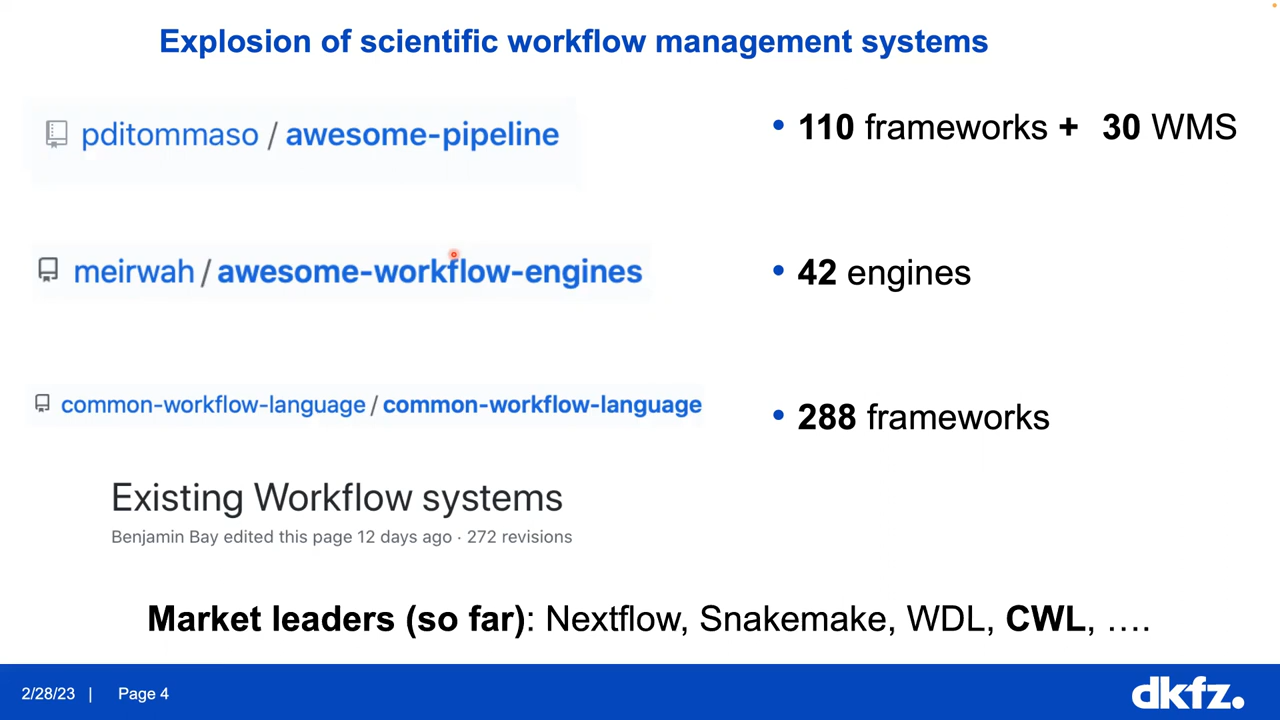 Explosion of scientific workflow management systems
pditommaso / awesome-pipeline
• 110 frameworks + 30 WMS
meirwah / awesome-workflow-engines
• 42 engines
common-workflow-language / common-workflow-language
• 288 frameworks
Existing Workflow systems
Benjamin Bay edited this page 12 days ago · 272 revisions
Market leaders (so far): Nextflow, Snakemake, WDL, CWL, ….
2/28/23 | Page 4
dkfz.